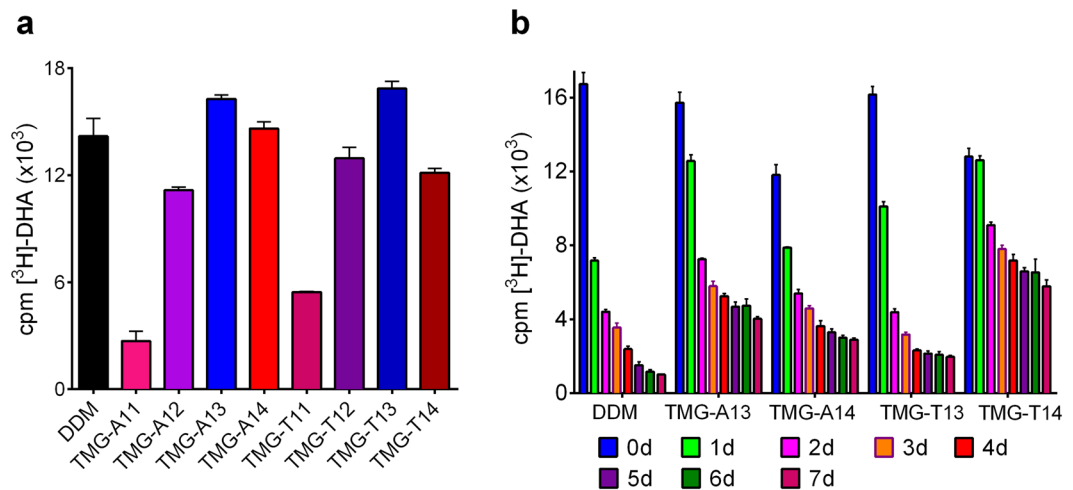 a
18
12
6
0
cpm [³H]-DHA (x10³)
DDM
TMG-A11
TMG-A12
TMG-A13
TMG-A14
TMG-T11
TMG-T12
TMG-T13
TMG-T14
b
16
12
8
4
0
cpm [³H]-DHA (x10³)
DDM TMG-A13 TMG-A14 TMG-T13 TMG-T14
0d 1d 2d 3d 4d
5d 6d 7d